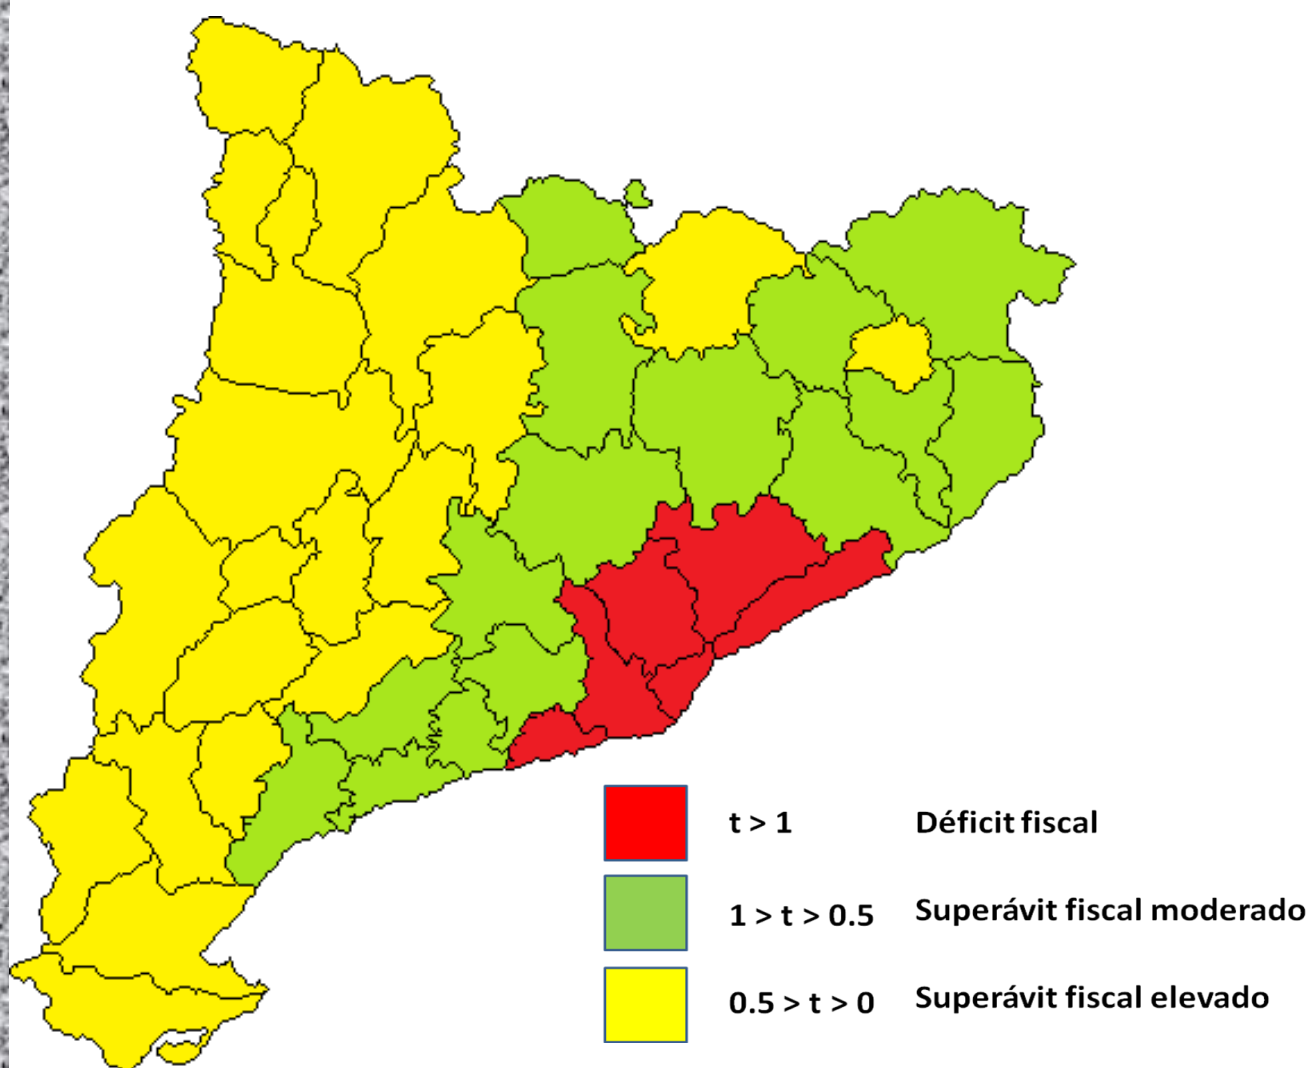 t > 1 Déficit fiscal
1 > t > 0.5 Superávit fiscal moderado
0.5 > t > 0 Superávit fiscal elevado